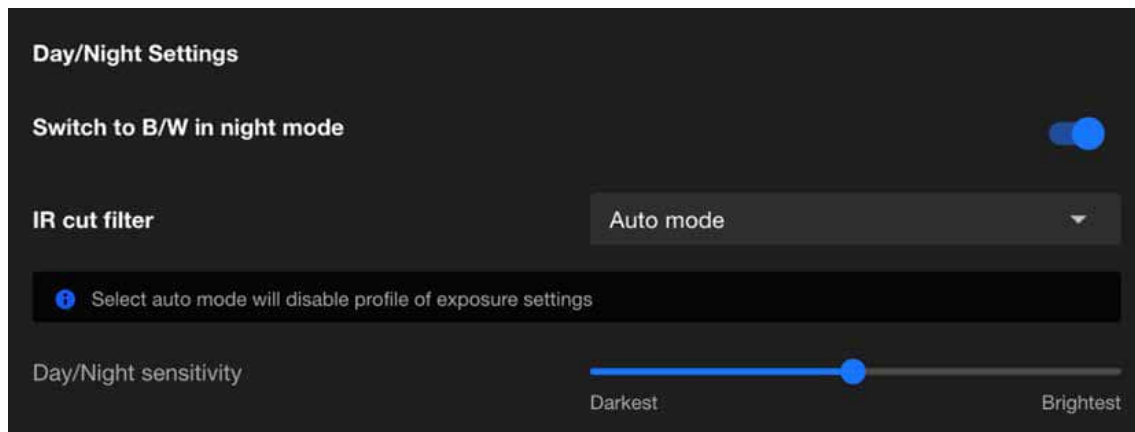 Day/Night Settings
Switch to B/W in night mode
IR cut filter
Auto mode
Select auto mode will disable profile of exposure settings
Day/Night sensitivity
Darkest
Brightest